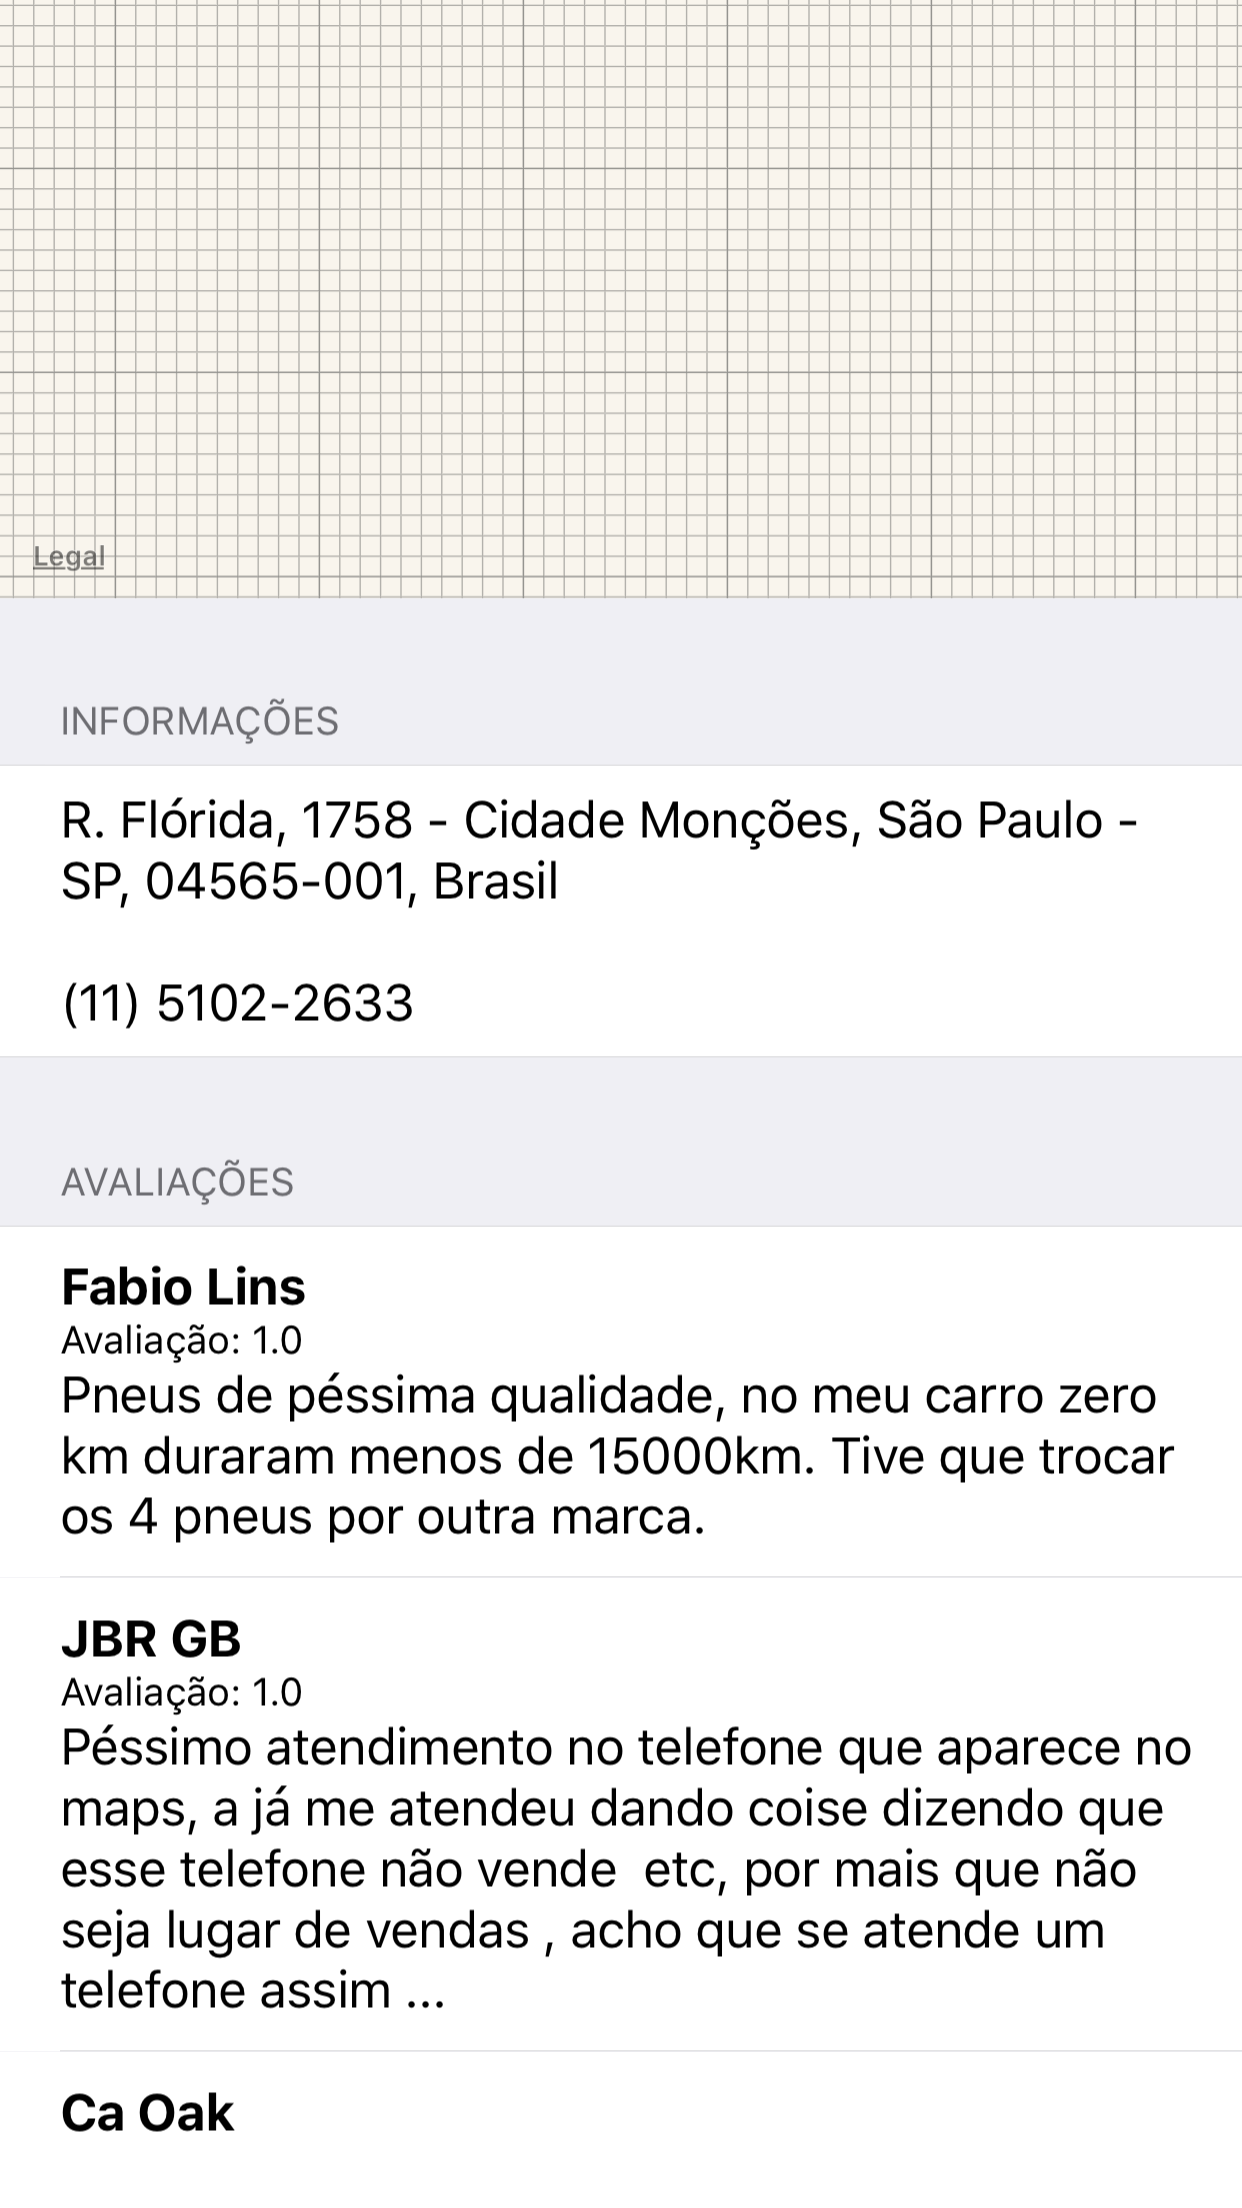 Legal
INFORMAÇÕES
R. Flórida, 1758 - Cidade Monções, São Paulo -
SP, 04565-001, Brasil
(11) 5102-2633
AVALIAÇÕES
Fabio Lins
Avaliação: 1.0
Pneus de péssima qualidade, no meu carro zero
km duraram menos de 15000km. Tive que trocar
os 4 pneus por outra marca.
JBR GB
Avaliação: 1.0
Péssimo atendimento no telefone que aparece no
maps, a já me atendeu dando coise dizendo que
esse telefone não vende  etc, por mais que não
seja lugar de vendas , acho que se atende um
telefone assim ...
Ca Oak